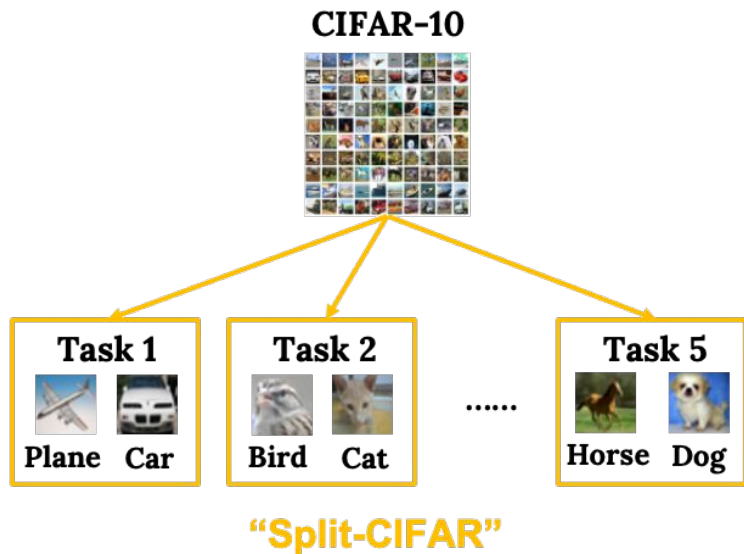 CIFAR-10
Task 1
Plane Car
Task 2
Bird Cat
......
Task 5
Horse Dog
“Split-CIFAR”